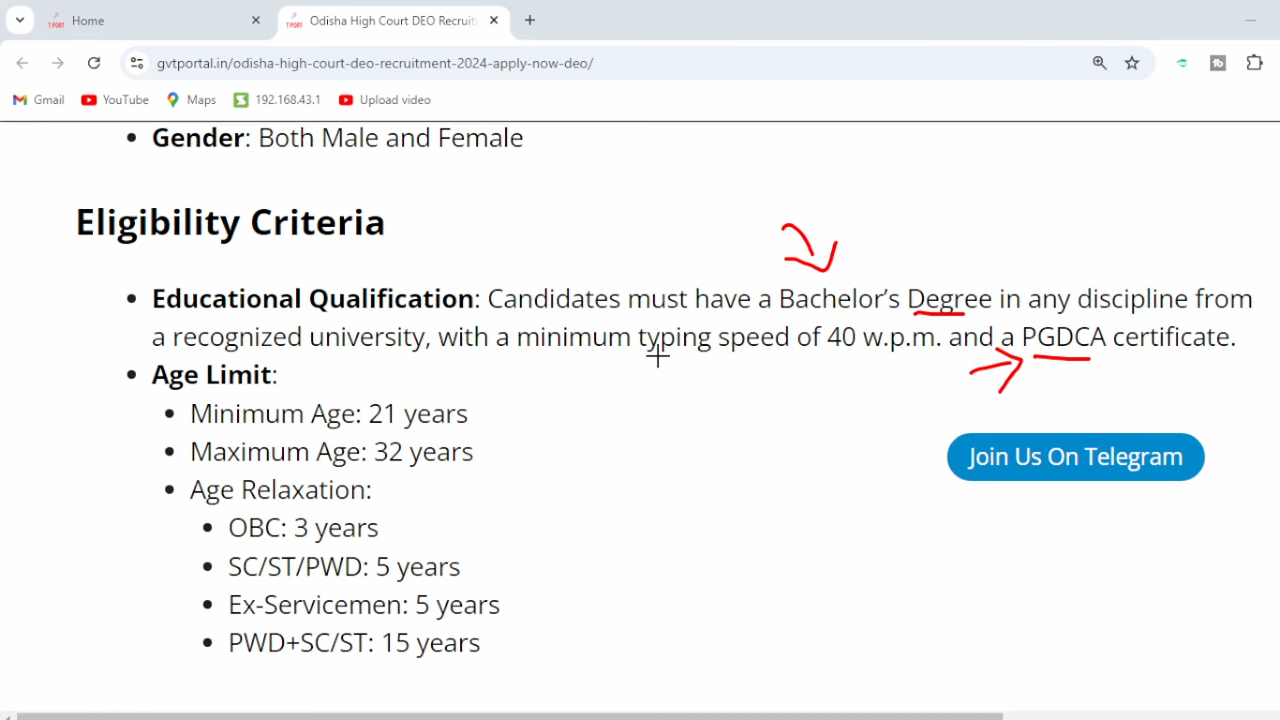 T PORT Home
T PORT Odisha High Court DEO Recruit
gvtportal.in/odisha-high-court-deo-recruitment-2024-apply-now-deo/
Gmail YouTube Maps 192.168.43.1 Upload video
• Gender: Both Male and Female
Eligibility Criteria
• Educational Qualification: Candidates must have a Bachelor’s Degree in any discipline from
a recognized university, with a minimum typing speed of 40 w.p.m. and a PGDCA certificate.
• Age Limit:
• Minimum Age: 21 years
• Maximum Age: 32 years
Join Us On Telegram
• Age Relaxation:
• OBC: 3 years
• SC/ST/PWD: 5 years
• Ex-Servicemen: 5 years
• PWD+SC/ST: 15 years